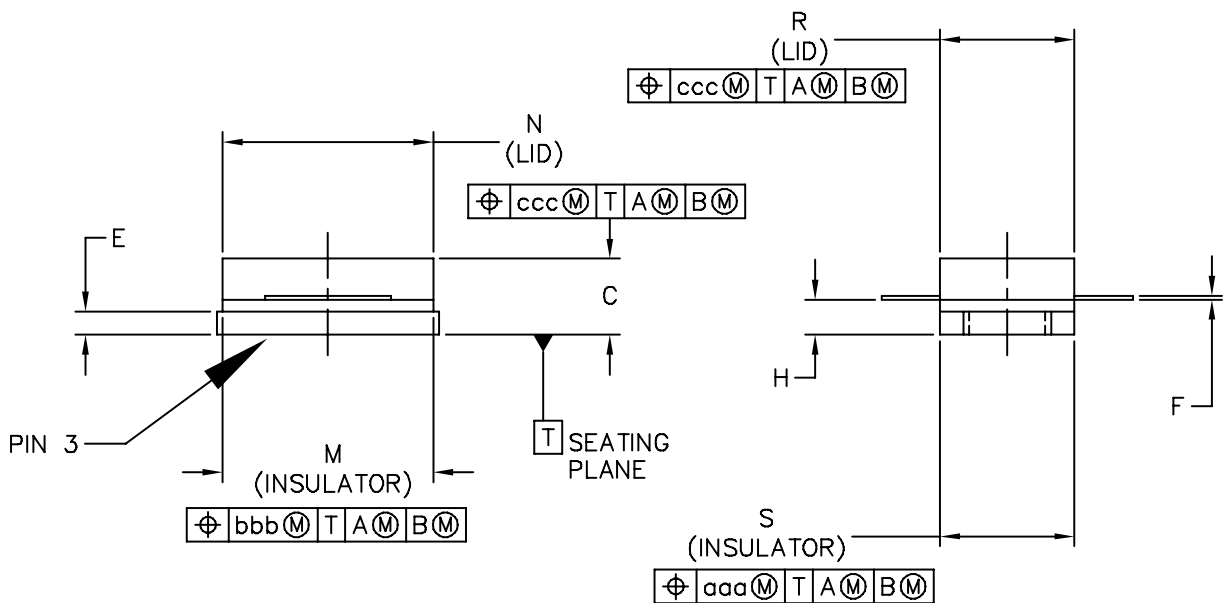 R
(LID)
⌖ ccc Ⓜ T A Ⓜ B Ⓜ
N
(LID)
⌖ ccc Ⓜ T A Ⓜ B Ⓜ
E
C
H
F
PIN 3
T SEATING
PLANE
M
(INSULATOR)
⌖ bbb Ⓜ T A Ⓜ B Ⓜ
S
(INSULATOR)
⌖ aaa Ⓜ T A Ⓜ B Ⓜ